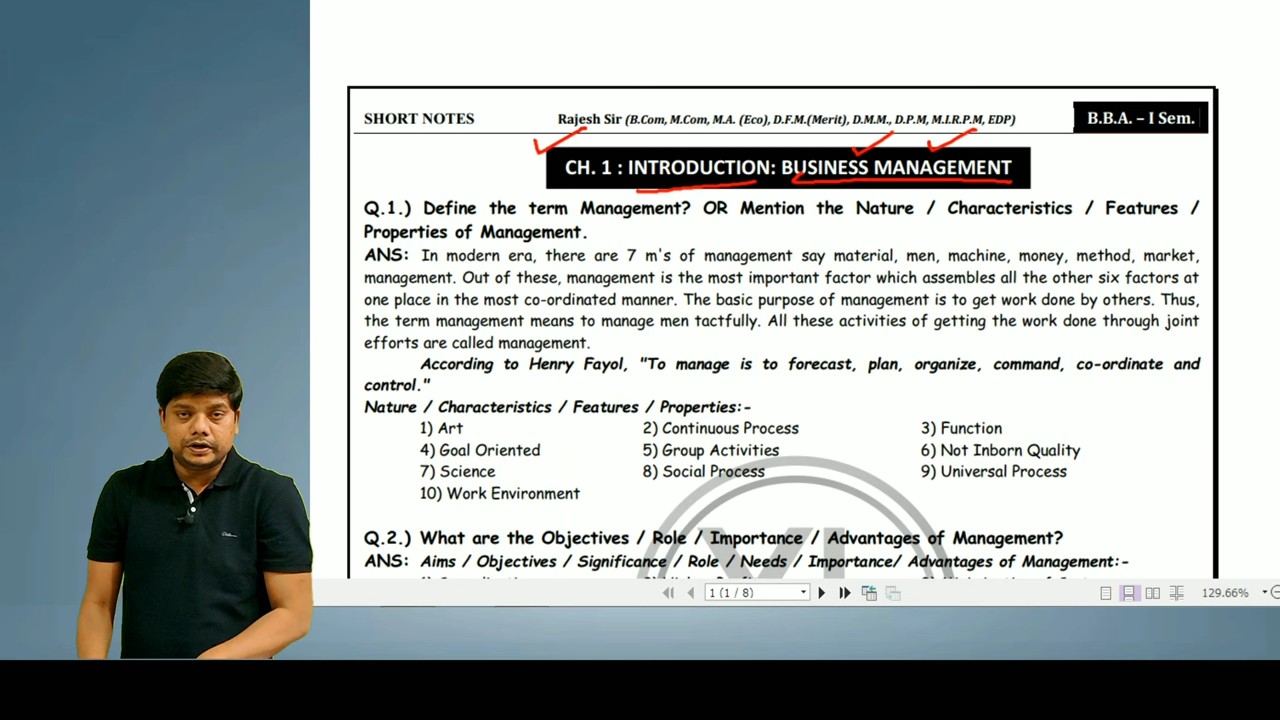 SHORT NOTES Rajesh Sir (B.Com, M.Com, M.A. (Eco), D.F.M.(Merit), D.M.M., D.P.M, M.I.R.P.M, EDP) B.B.A. – I Sem.
CH. 1 : INTRODUCTION: BUSINESS MANAGEMENT
Q.1.) Define the term Management? OR Mention the Nature / Characteristics / Features /
Properties of Management.
ANS: In modern era, there are 7 m's of management say material, men, machine, money, method, market,
management. Out of these, management is the most important factor which assembles all the other six factors at
one place in the most co-ordinated manner. The basic purpose of management is to get work done by others. Thus,
the term management means to manage men tactfully. All these activities of getting the work done through joint
efforts are called management.
According to Henry Fayol, "To manage is to forecast, plan, organize, command, co-ordinate and
control."
Nature / Characteristics / Features / Properties:-
1) Art 2) Continuous Process 3) Function
4) Goal Oriented 5) Group Activities 6) Not Inborn Quality
7) Science 8) Social Process 9) Universal Process
10) Work Environment
Q.2.) What are the Objectives / Role / Importance / Advantages of Management?
ANS: Aims / Objectives / Significance / Role / Needs / Importance/ Advantages of Management:-
1 (1 / 8) 129.66%